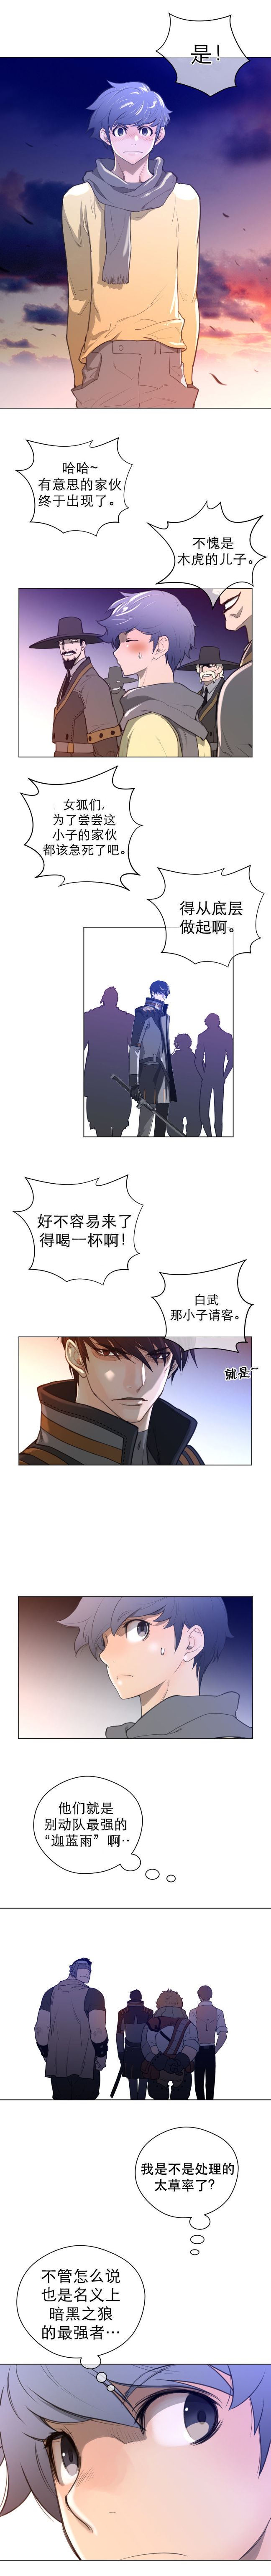 是!
哈哈~
有意思的家伙
终于出现了。
不愧是
木虎的儿子。
女狐们,
为了尝尝这
小子的家伙
都该急死了吧。
得从底层
做起啊。
好不容易来了
得喝一杯啊!
白武
那小子请客。
就是~
他们就是
别动队最强的
“迦蓝雨”啊··
我是不是处理的
太草率了?
不管怎么说
也是名义上
暗黑之狼
的最强者…